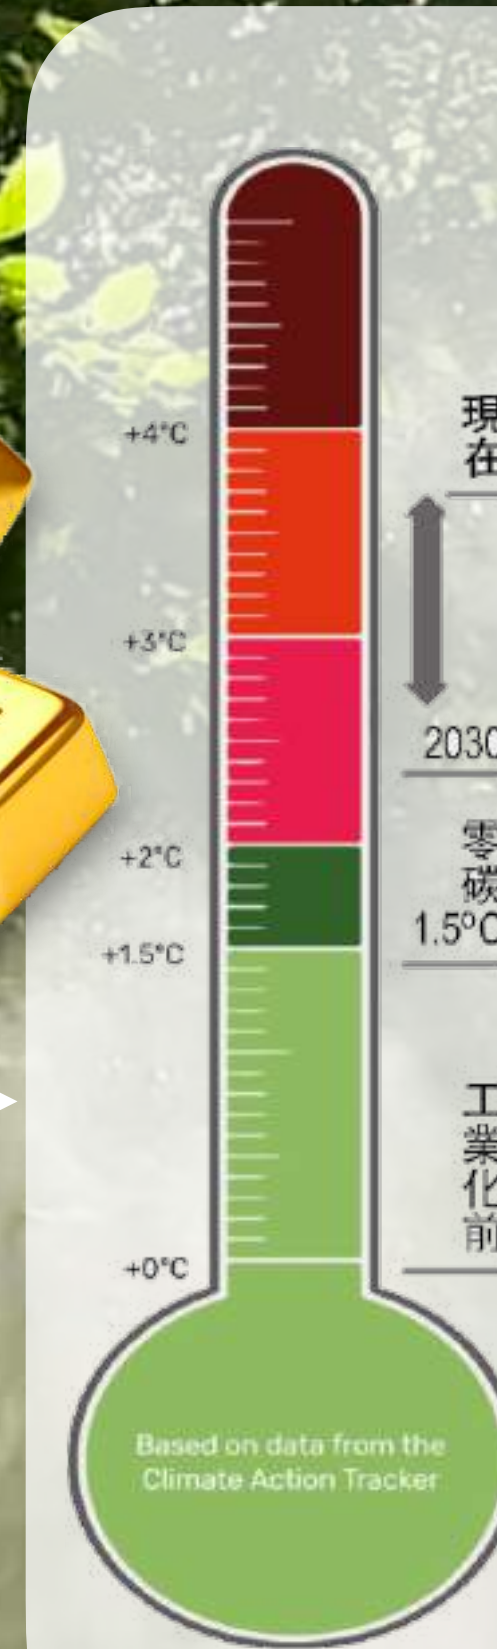 +4°C
現
在
+3°C
2030
+2°C
零
碳
1.5°C
+1.5°C
工
業
化
前
+0°C
Based on data from the
Climate Action Tracker